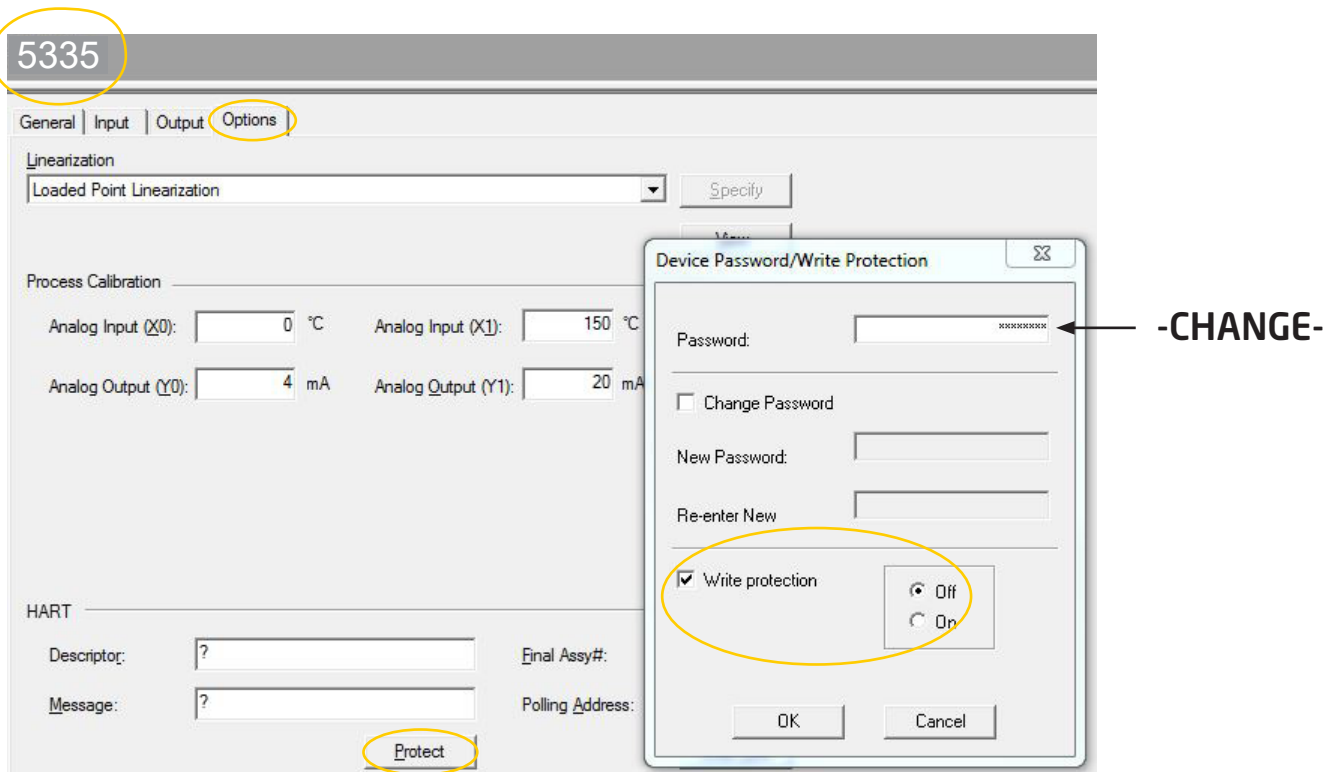 5335
General Input Output Options
Linearization
Loaded Point Linearization Specify
View
Process Calibration
Analog Input (X0): 0 °C Analog Input (X1): 150 °C
Analog Output (Y0): 4 mA Analog Output (Y1): 20 mA
HART
Descriptor: ? Final Assy#:
Message: ? Polling Address:
Protect
Device Password/Write Protection
Password: ******** -CHANGE-
Change Password
New Password:
Re-enter New
Write protection Off
On
OK Cancel